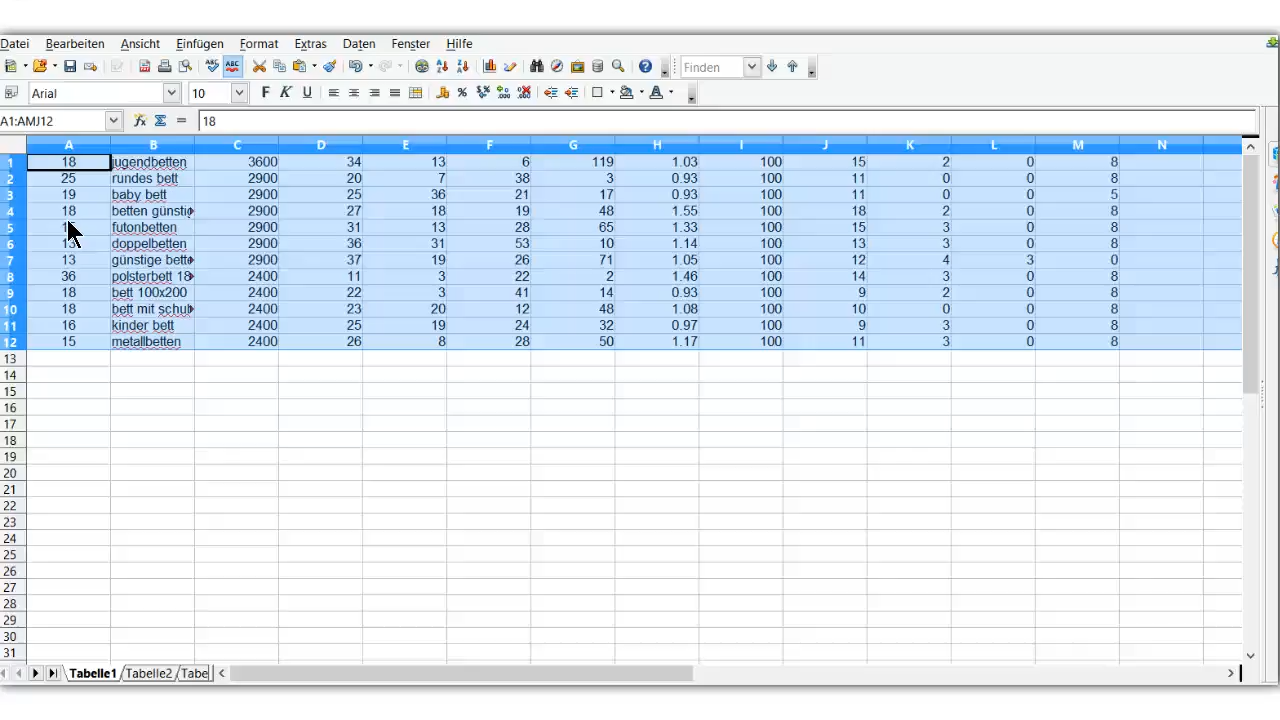 Datei Bearbeiten Ansicht Einfügen Format Extras Daten Fenster Hilfe
ABC ABC Finden
Arial 10 F K U
A1:AMJ12 18
A B C D E F G H I J K L M N
1 18 jugendbetten 3600 34 13 6 119 1.03 100 15 2 0 8
2 25 rundes bett 2900 20 7 38 3 0.93 100 11 0 0 8
3 19 baby bett 2900 25 36 21 17 0.93 100 11 0 0 5
4 18 betten günstig 2900 27 18 19 48 1.55 100 18 2 0 8
5 futonbetten 2900 31 13 28 65 1.33 100 15 3 0 8
6 13 doppelbetten 2900 36 31 53 10 1.14 100 13 3 0 8
7 13 günstige bette 2900 37 19 26 71 1.05 100 12 4 3 0
8 36 polsterbett 18 2400 11 3 22 2 1.46 100 14 3 0 8
9 18 bett 100x200 2400 22 3 41 14 0.93 100 9 2 0 8
10 18 bett mit schub 2400 23 20 12 48 1.08 100 10 0 0 8
11 16 kinder bett 2400 25 19 24 32 0.97 100 9 3 0 8
12 15 metallbetten 2400 26 8 28 50 1.17 100 11 3 0 8
13
14
15
16
17
18
19
20
21
22
23
24
25
26
27
28
29
30
31
Tabelle1 Tabelle2 Tabe